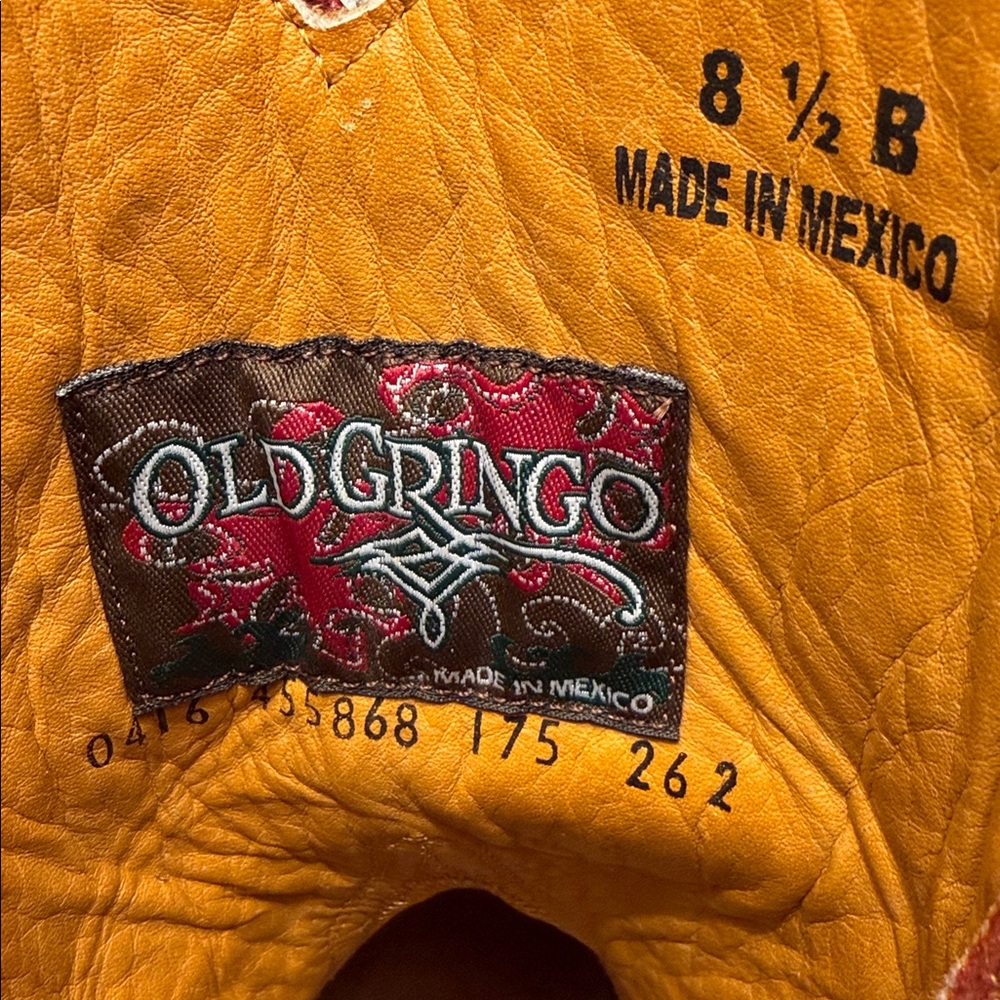 8 ½ B
MADE IN MEXICO
OLD GRINGO
MADE IN MEXICO
0416 455868 175 262